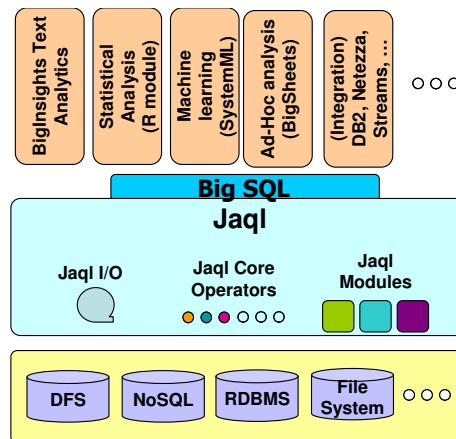 BigInsights Text
Analytics
Statistical
Analysis
(R module)
Machine
learning
(SystemML)
Ad-Hoc analysis
(BigSheets)
(Integration)
DB2, Netezza,
Streams, ...
Big SQL
Jaql
Jaql I/O
Jaql Core
Operators
Jaql
Modules
DFS
NoSQL
RDBMS
File
System